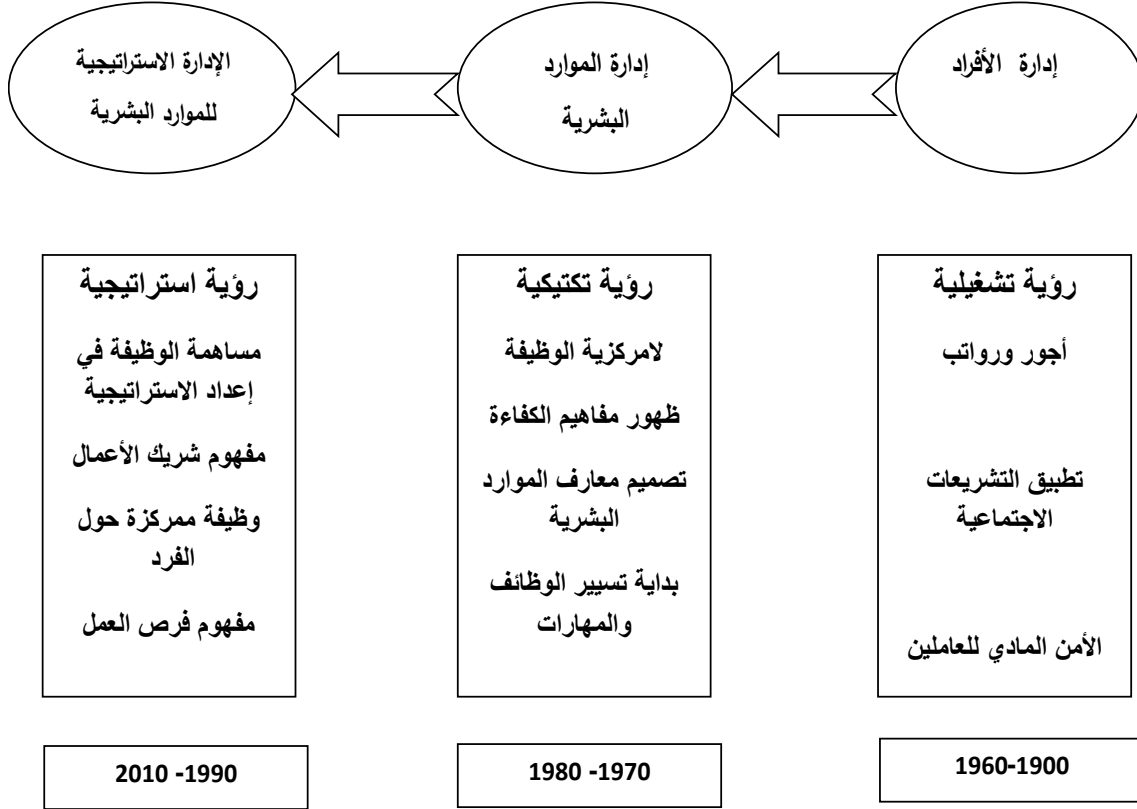 إدارة الأفراد
إدارة الموارد
البشرية
الإدارة الاستراتيجية
للموارد البشرية
رؤية تشغيلية
أجور ورواتب
تطبيق التشريعات
الاجتماعية
الأمن المادي للعاملين
رؤية تكتيكية
لامركزية الوظيفة
ظهور مفاهيم الكفاءة
تصميم معارف الموارد
البشرية
بداية تسيير الوظائف
والمهارات
رؤية استراتيجية
مساهمة الوظيفة في
إعداد الاستراتيجية
مفهوم شريك الأعمال
وظيفة ممركزة حول
الفرد
مفهوم فرص العمل
1960-1900
1980 -1970
2010 -1990